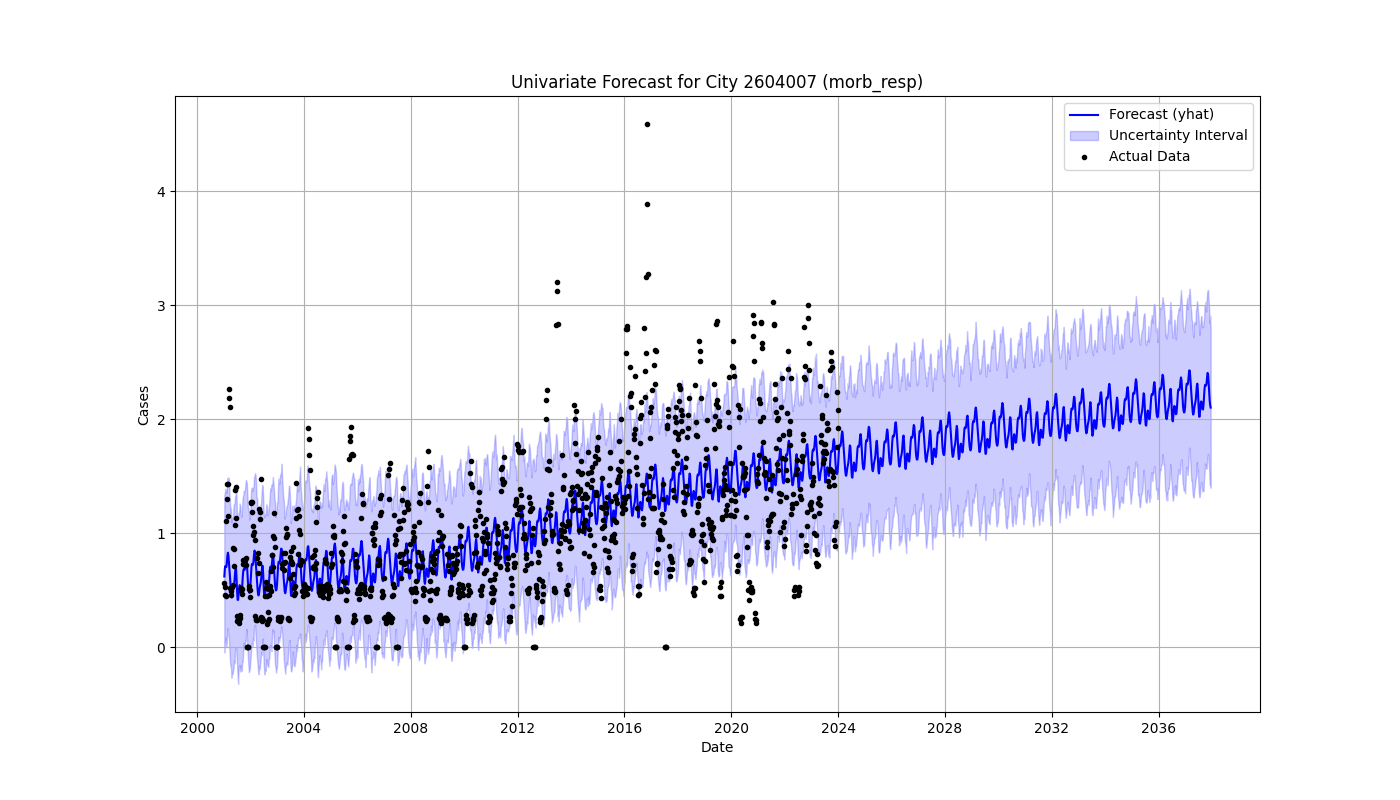 Univariate Forecast for City 2604007 (morb_resp)
Forecast (yhat)
Uncertainty Interval
Actual Data
Cases
4
3
2
1
0
2000 2004 2008 2012 2016 2020 2024 2028 2032 2036
Date